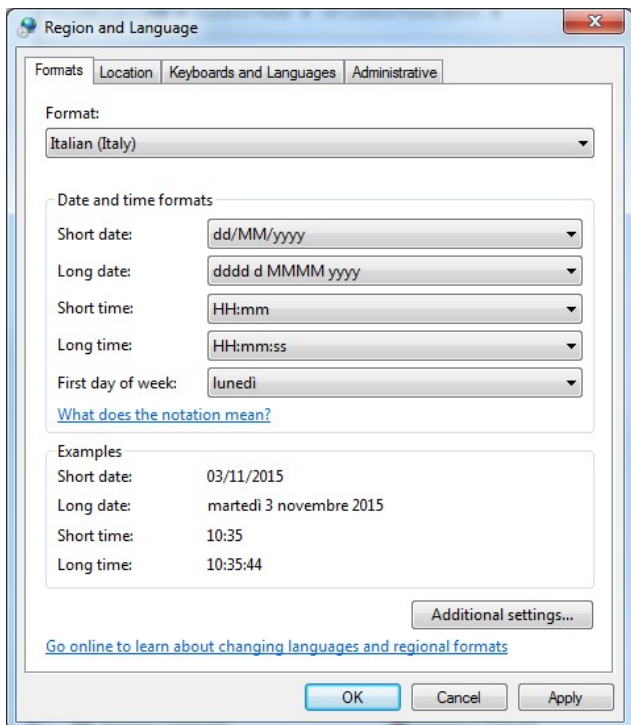 Region and Language
Formats Location Keyboards and Languages Administrative
Format:
Italian (Italy)
Date and time formats
Short date: dd/MM/yyyy
Long date: dddd d MMMM yyyy
Short time: HH:mm
Long time: HH:mm:ss
First day of week: lunedì
What does the notation mean?
Examples
Short date: 03/11/2015
Long date: martedì 3 novembre 2015
Short time: 10:35
Long time: 10:35:44
Additional settings...
Go online to learn about changing languages and regional formats
OK Cancel Apply